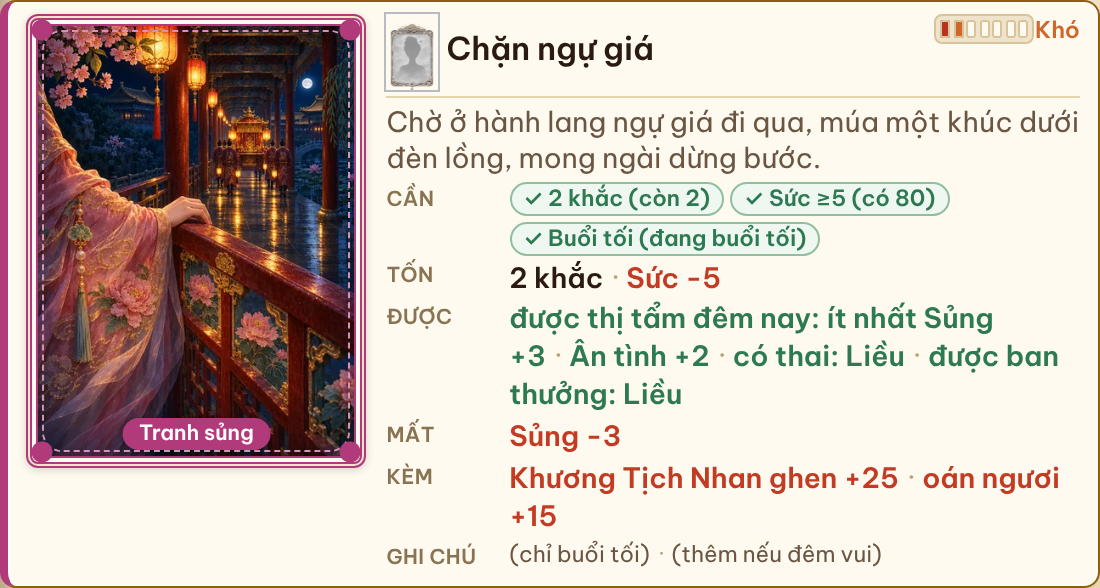 Chặn ngự giá
Khó
Chờ ở hành lang ngự giá đi qua, múa một khúc dưới
đèn lồng, mong ngài dừng bước.
CẦN
✓ 2 khắc (còn 2) ✓ Sức ≥5 (có 80)
✓ Buổi tối (đang buổi tối)
TỐN
2 khắc · Sức -5
ĐƯỢC
được thị tẩm đêm nay: ít nhất Sủng
+3 · Ân tình +2 · có thai: Liều · được ban
thưởng: Liều
MẤT
Sủng -3
KÈM
Khương Tịch Nhan ghen +25 · oán ngươi
+15
GHI CHÚ
(chỉ buổi tối) · (thêm nếu đêm vui)
Tranh sủng